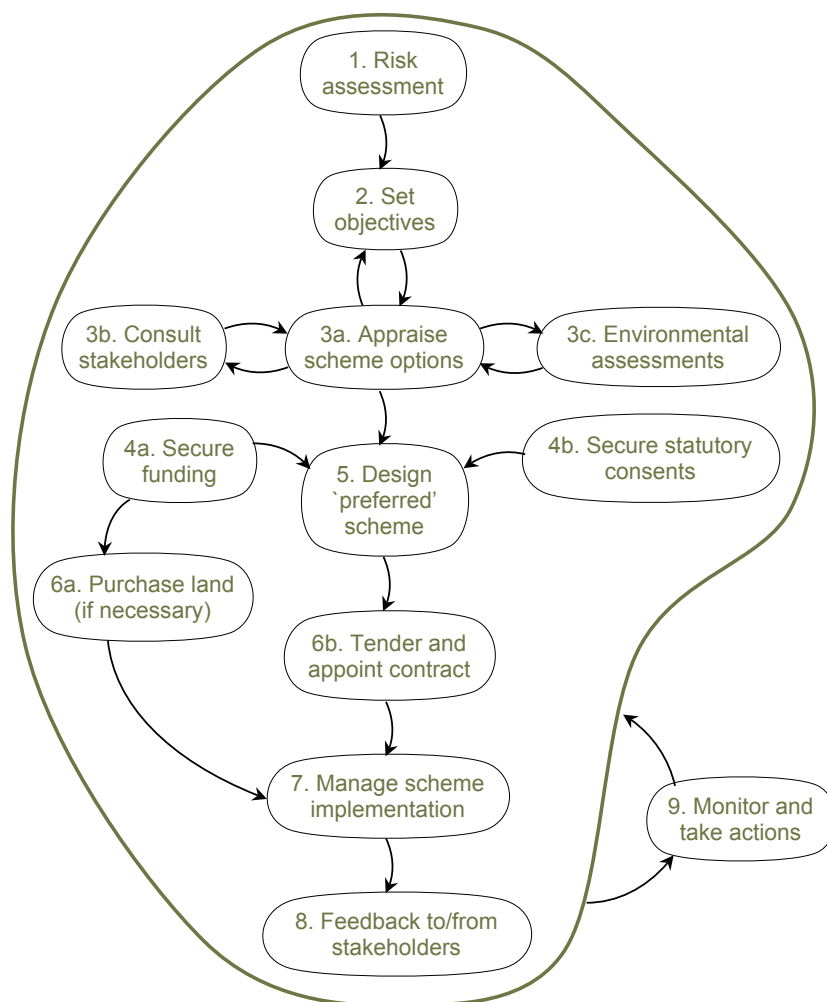 1. Risk
assessment
2. Set
objectives
3b. Consult
stakeholders
3a. Appraise
scheme options
3c. Environmental
assessments
4a. Secure
funding
4b. Secure statutory
consents
5. Design
`preferred’
scheme
6a. Purchase land
(if necessary)
6b. Tender and
appoint contract
7. Manage scheme
implementation
9. Monitor and
take actions
8. Feedback to/from
stakeholders